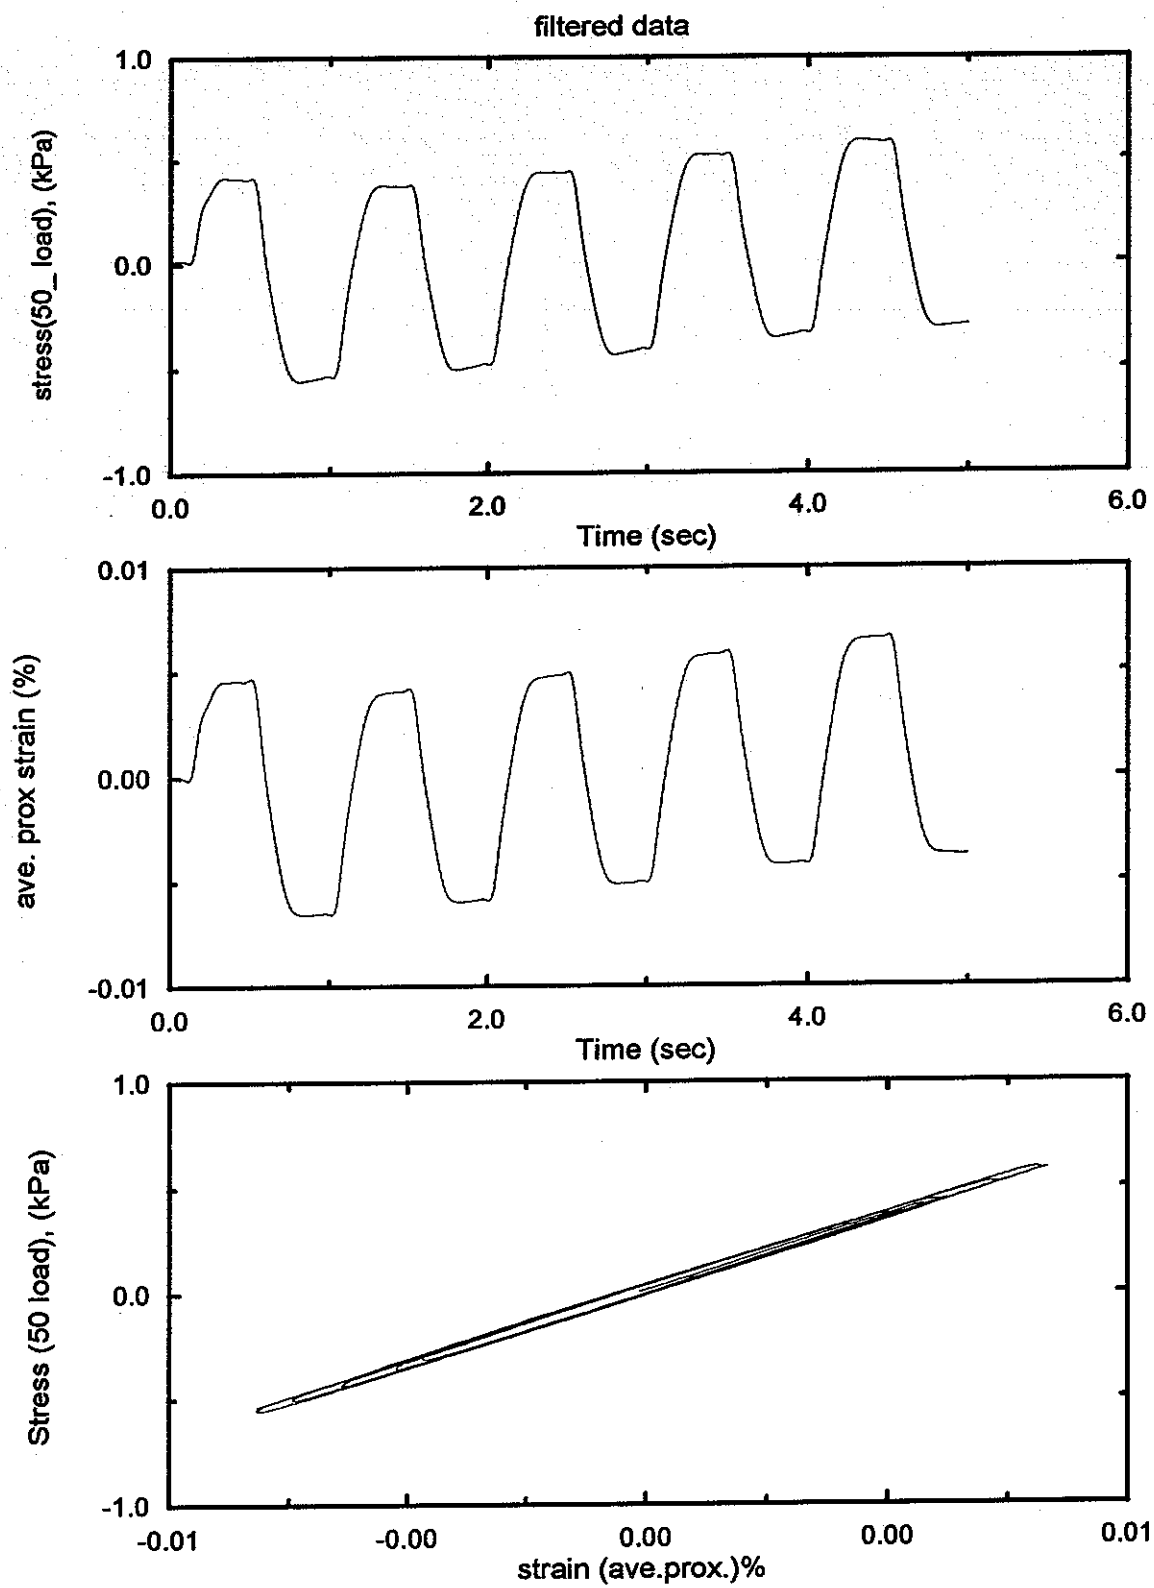 filtered data
1.0
0.0
-1.0
stress(50_ load), (kPa)
0.0 2.0 4.0 6.0
Time (sec)
0.01
0.00
-0.01
ave. prox strain (%)
0.0 2.0 4.0 6.0
Time (sec)
1.0
0.0
-1.0
Stress (50 load), (kPa)
-0.01 -0.00 0.00 0.00 0.01
strain (ave.prox.)%